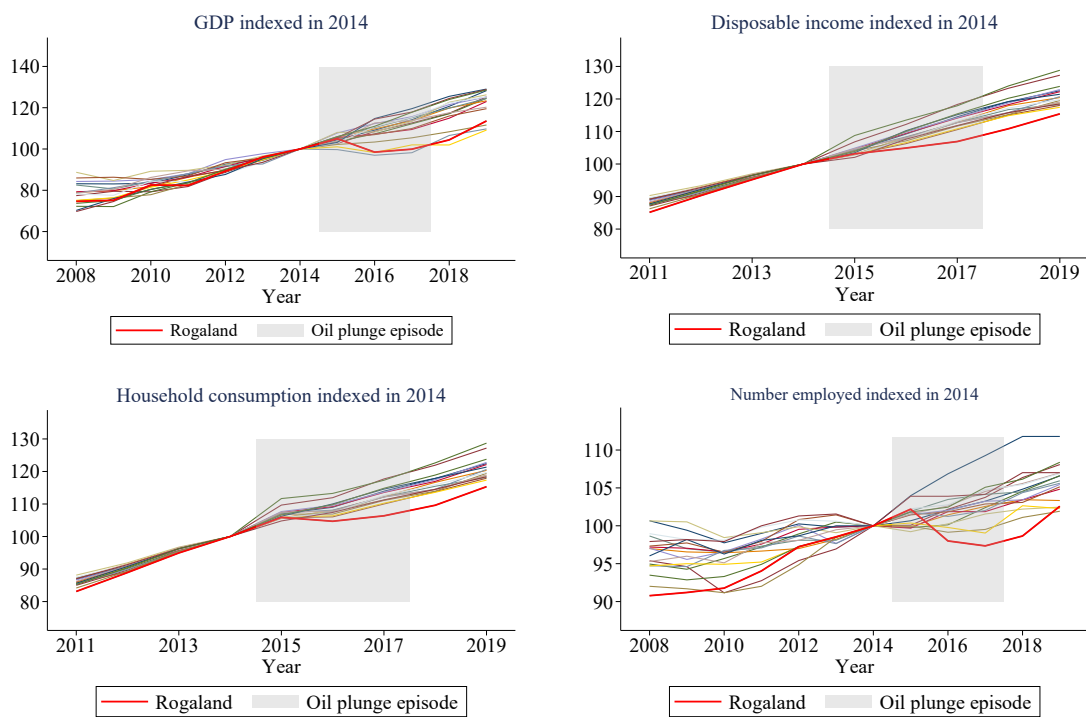 GDP indexed in 2014
140
120
100
80
60
2008 2010 2012 2014 2016 2018
Year
Rogaland Oil plunge episode
Disposable income indexed in 2014
130
120
110
100
90
80
2011 2013 2015 2017 2019
Year
Rogaland Oil plunge episode
Household consumption indexed in 2014
130
120
110
100
90
80
2011 2013 2015 2017 2019
Year
Rogaland Oil plunge episode
Number employed indexed in 2014
110
105
100
95
90
2008 2010 2012 2014 2016 2018
Year
Rogaland Oil plunge episode